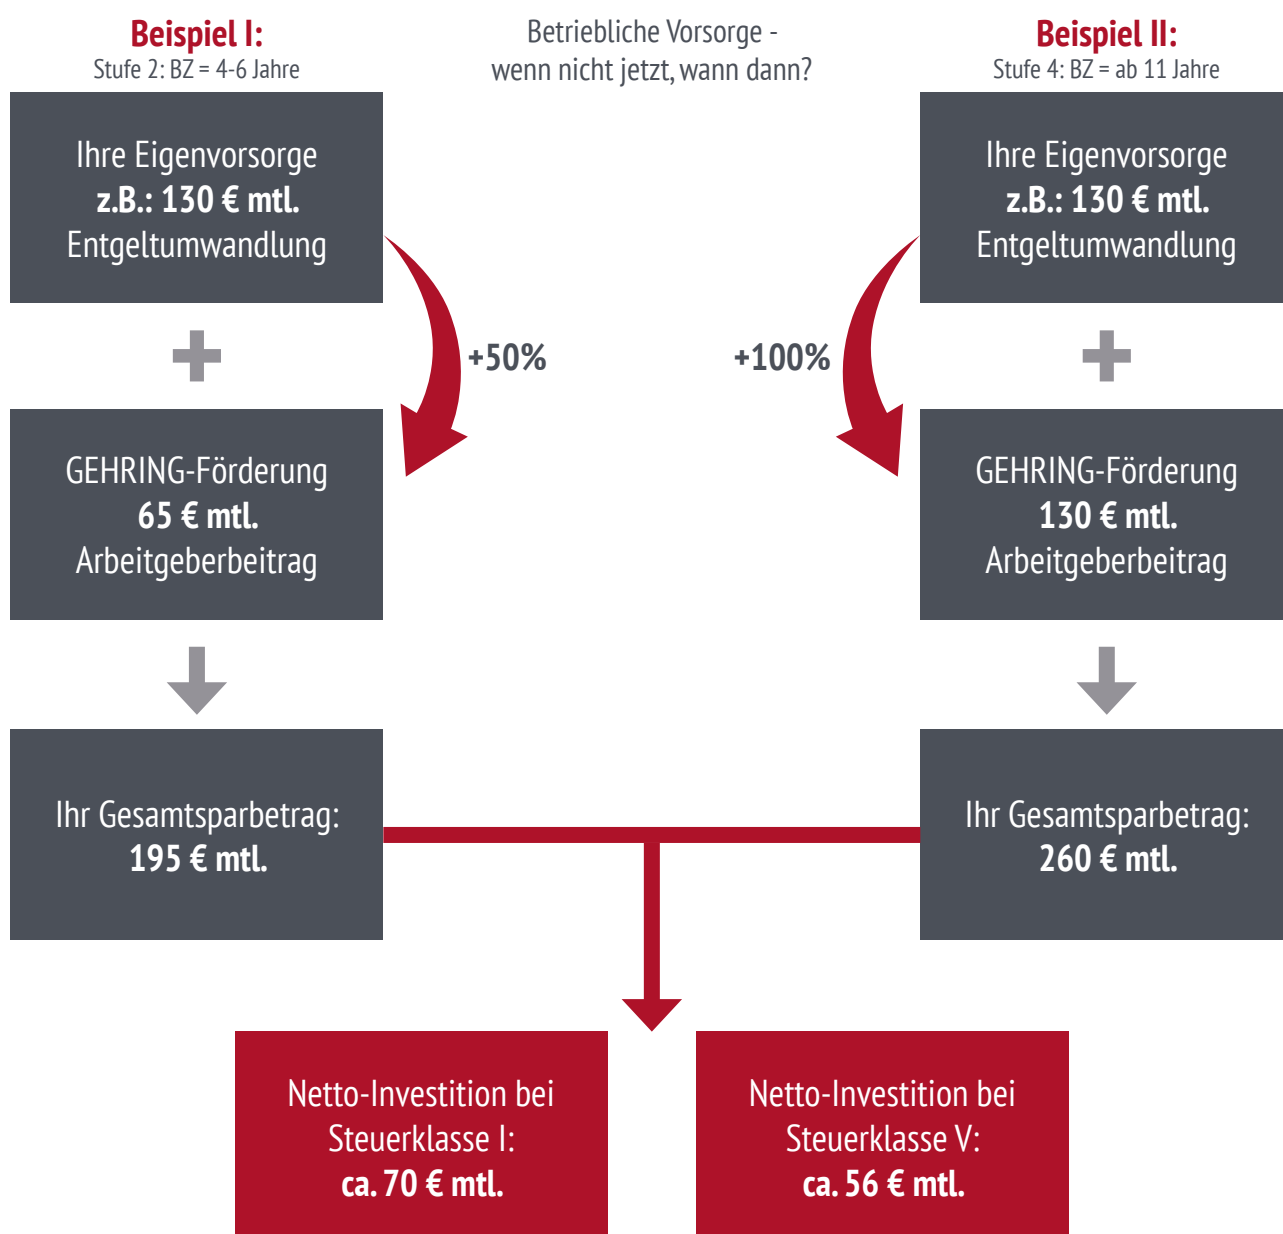 Beispiel I:
Stufe 2: BZ = 4-6 Jahre
Betriebliche Vorsorge -
wenn nicht jetzt, wann dann?
Beispiel II:
Stufe 4: BZ = ab 11 Jahre
Ihre Eigenvorsorge
z.B.: 130 € mtl.
Entgeltumwandlung
Ihre Eigenvorsorge
z.B.: 130 € mtl.
Entgeltumwandlung
+50%
+100%
GEHRING-Förderung
65 € mtl.
Arbeitgeberbeitrag
GEHRING-Förderung
130 € mtl.
Arbeitgeberbeitrag
Ihr Gesamtsparbetrag:
195 € mtl.
Ihr Gesamtsparbetrag:
260 € mtl.
Netto-Investition bei
Steuerklasse I:
ca. 70 € mtl.
Netto-Investition bei
Steuerklasse V:
ca. 56 € mtl.